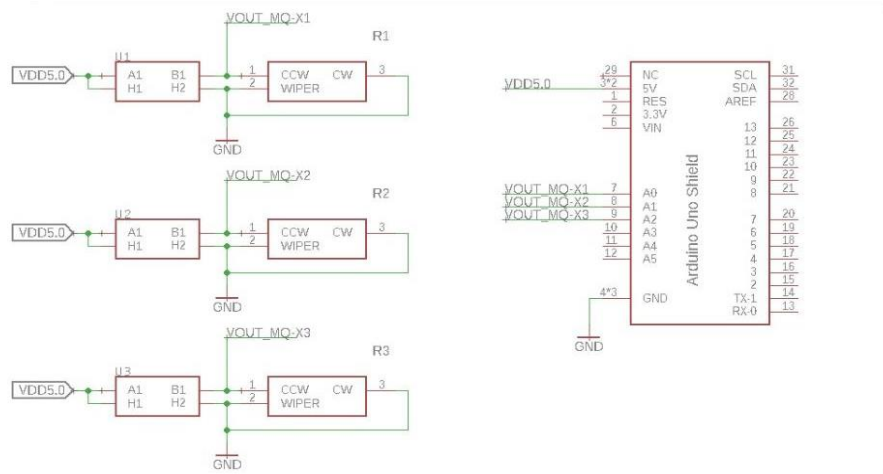 VOUT_MQ-X1
R1
U1
VDD5.0
A1 B1
H1 H2
1 CCW CW 3
2 WIPER
GND
VOUT_MQ-X2
R2
U2
VDD5.0
A1 B1
H1 H2
1 CCW CW 3
2 WIPER
GND
VOUT_MQ-X3
R3
U3
VDD5.0
A1 B1
H1 H2
1 CCW CW 3
2 WIPER
GND
29 NC SCL 31
VDD5.0 3*2 5V SDA 32
1 RES AREF 28
2 3.3V
6 VIN 13 26
12 25
11 24
10 23
9 22
VOUT_MQ-X1 7 A0 8 21
VOUT_MQ-X2 8 A1
VOUT_MQ-X3 9 A2 7 20
10 A3 6 19
11 A4 5 18
12 A5 4 17
3 16
2 15
4*3 GND TX-1 14
RX-0 13
GND
Arduino Uno Shield